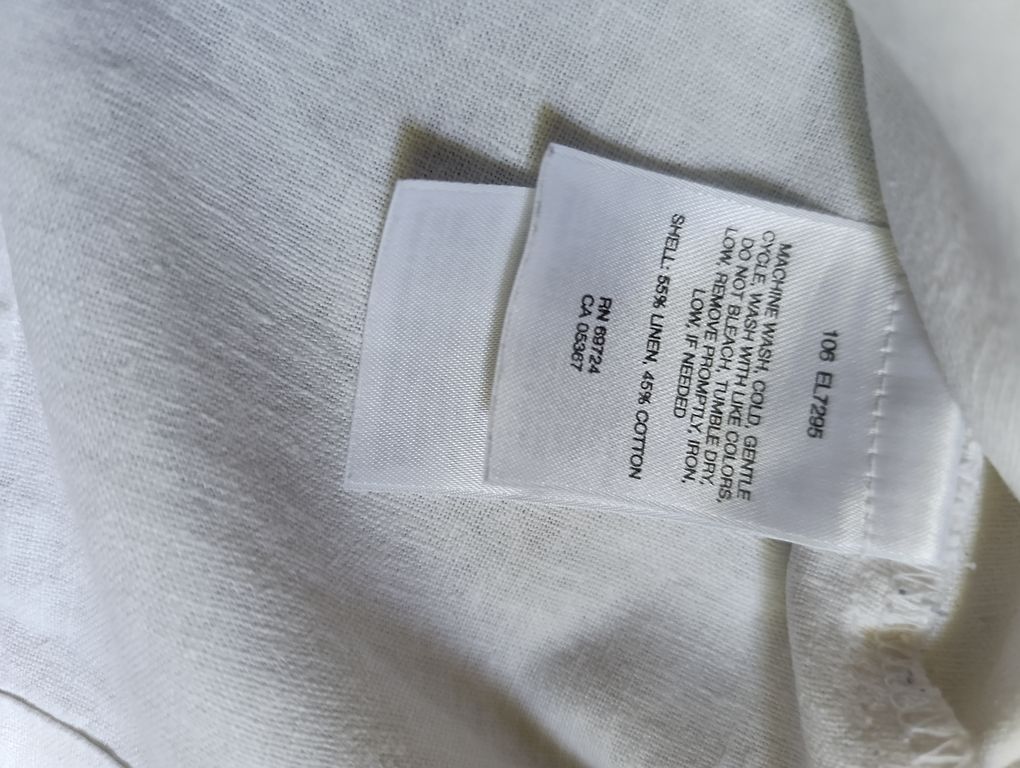 106 EL7295
MACHINE WASH, COLD, GENTLE
CYCLE, WASH WITH LIKE COLORS,
DO NOT BLEACH, TUMBLE DRY,
LOW, REMOVE PROMPTLY, IRON,
LOW, IF NEEDED
SHELL: 55% LINEN, 45% COTTON
RN 69724
CA 05367